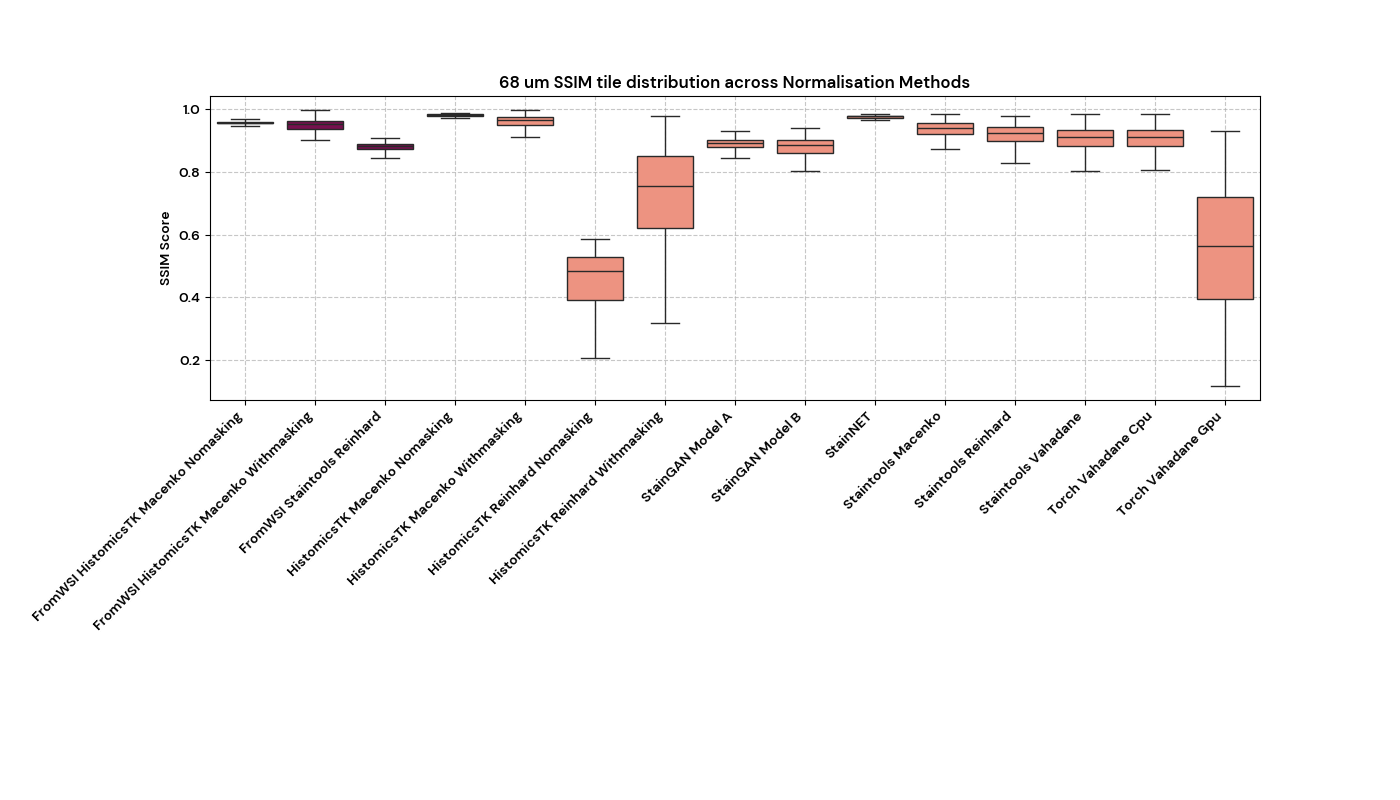 68 um SSIM tile distribution across Normalisation Methods
SSIM Score
1.0
0.8
0.6
0.4
0.2
FromWSI HistomicsTK Macenko Nomasking
FromWSI HistomicsTK Macenko Withmasking
FromWSI Staintools Reinhard
HistomicsTK Macenko Nomasking
HistomicsTK Macenko Withmasking
HistomicsTK Reinhard Nomasking
HistomicsTK Reinhard Withmasking
StainGAN Model A
StainGAN Model B
StainNET
Staintools Macenko
Staintools Reinhard
Staintools Vahadane
Torch Vahadane Cpu
Torch Vahadane Gpu